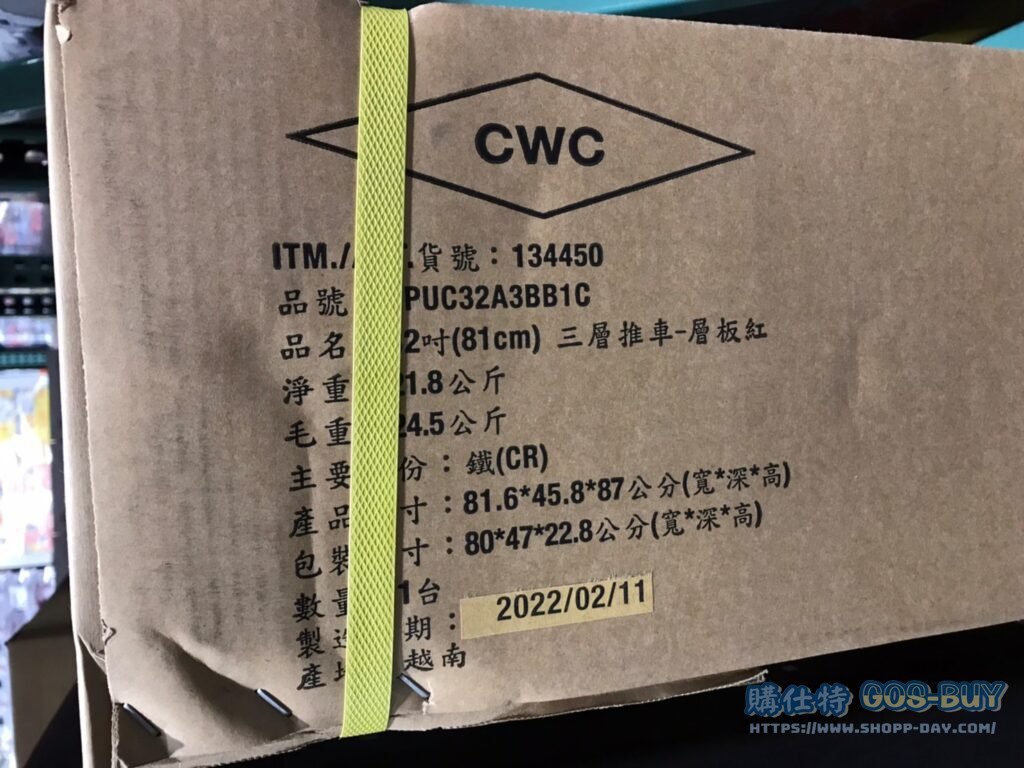 CWC
ITM./ .貨號：134450
品號 PUC32A3BB1C
品名 2吋(81cm) 三層推車-層板紅
淨重 1.8公斤
毛重 24.5公斤
主要 份：鐵(CR)
產品 寸：81.6*45.8*87公分(寬*深*高)
包裝 寸：80*47*22.8公分(寬*深*高)
數量 1台
製造 期：2022/02/11
產地 越南
購仕特 GOS-BUY
HTTPS://WWW.SHOPP-DAY.COM/